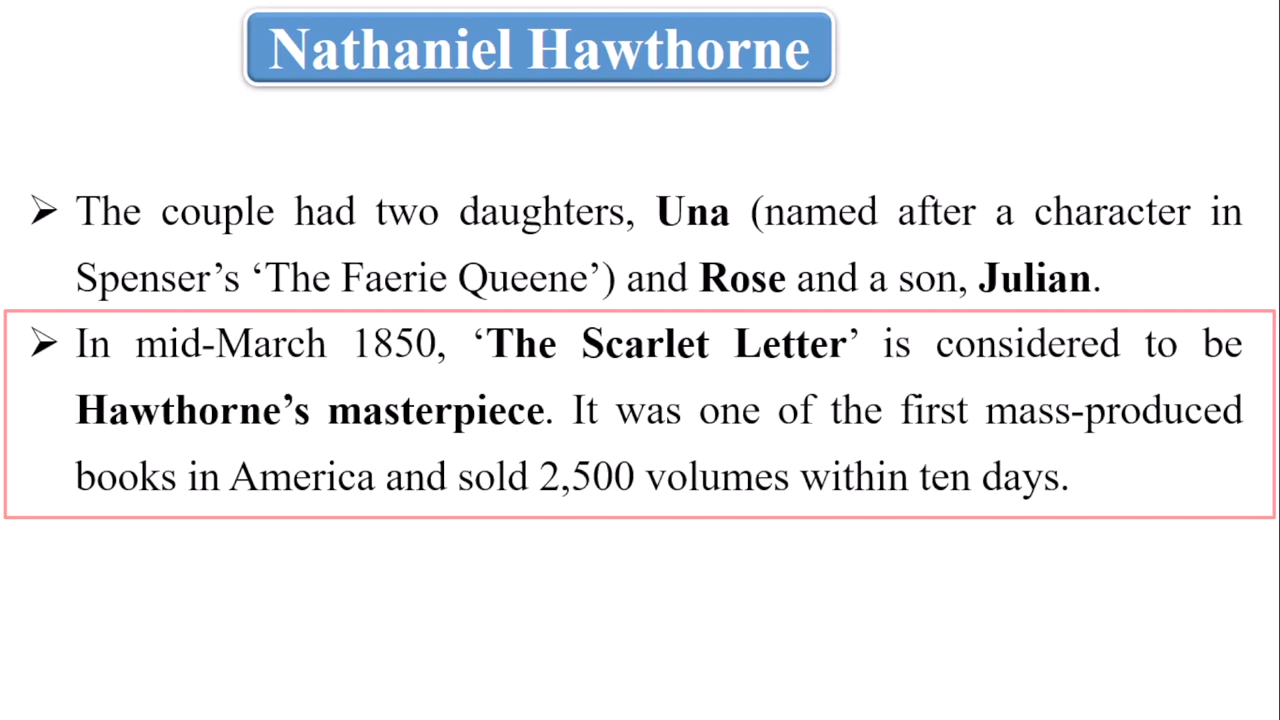 Nathaniel Hawthorne
➢ The couple had two daughters, Una (named after a character in
Spenser’s ‘The Faerie Queene’) and Rose and a son, Julian.
➢ In mid-March 1850, ‘The Scarlet Letter’ is considered to be
Hawthorne’s masterpiece. It was one of the first mass-produced
books in America and sold 2,500 volumes within ten days.